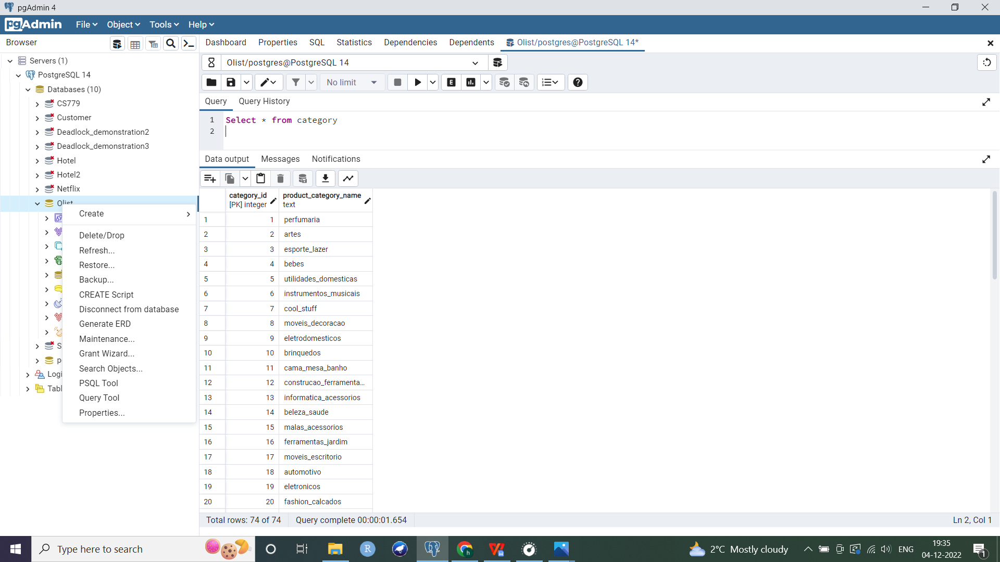 pgAdmin 4
pgAdmin File Object Tools Help
Browser
Dashboard Properties SQL Statistics Dependencies Dependents Olist/postgres@PostgreSQL 14*
Servers (1)
PostgreSQL 14
Databases (10)
CS779
Customer
Deadlock_demonstration2
Deadlock_demonstration3
Hotel
Hotel2
Netflix
Olist
S
p
Logi
Tabl
Create
Delete/Drop
Refresh...
Restore...
Backup...
CREATE Script
Disconnect from database
Generate ERD
Maintenance...
Grant Wizard...
Search Objects...
PSQL Tool
Query Tool
Properties...
Olist/postgres@PostgreSQL 14
No limit
E
Query Query History
1 Select * from category
2
Data output Messages Notifications
category_id product_category_name
[PK] integer text
1 1 perfumaria
2 2 artes
3 3 esporte_lazer
4 4 bebes
5 5 utilidades_domesticas
6 6 instrumentos_musicais
7 7 cool_stuff
8 8 moveis_decoracao
9 9 eletrodomesticos
10 10 brinquedos
11 11 cama_mesa_banho
12 12 construcao_ferramenta...
13 13 informatica_acessorios
14 14 beleza_saude
15 15 malas_acessorios
16 16 ferramentas_jardim
17 17 moveis_escritorio
18 18 automotivo
19 19 eletronicos
20 20 fashion_calcados
Total rows: 74 of 74 Query complete 00:00:01.654 Ln 2, Col 1
Type here to search
R
h
2°C Mostly cloudy
ENG
19:35
04-12-2022
1